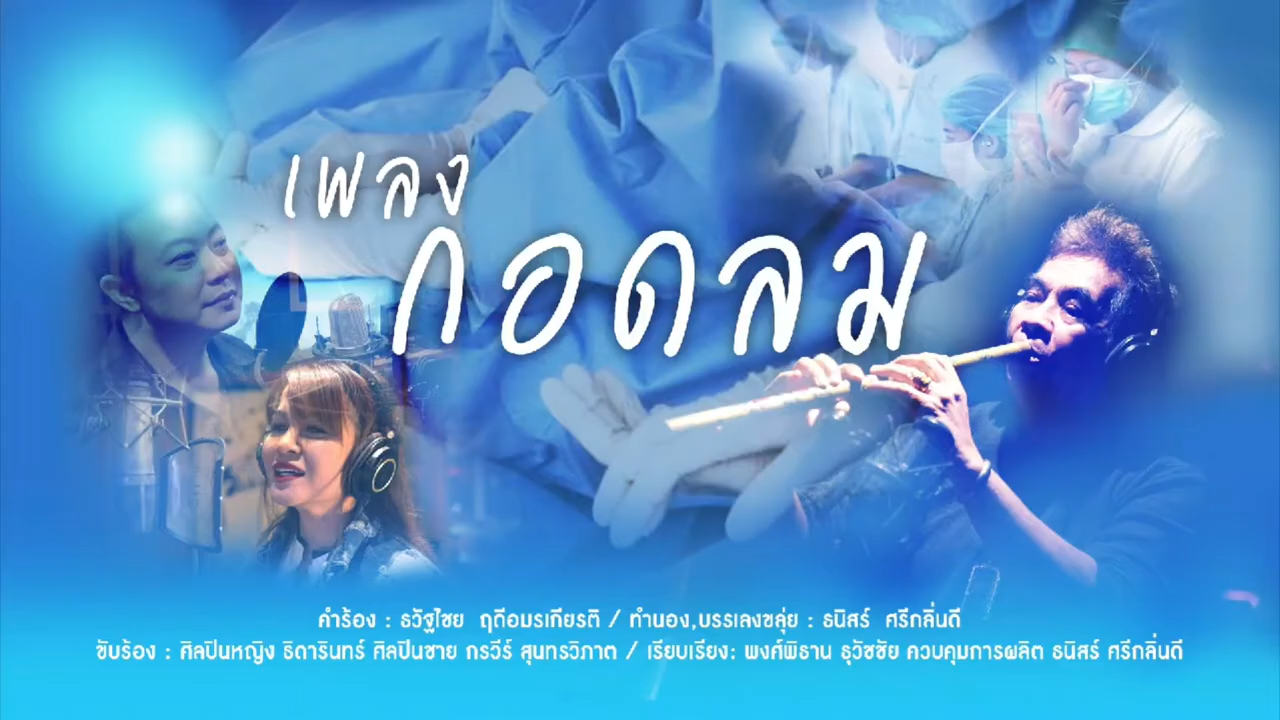 เพลง
กอดลม
คำร้อง : ธวัฐไชย ฤดีอมรเกียรติ / ทำนอง,บรรเลงขลุ่ย : ธนิสร์ ศรีกลิ่นดี
ขับร้อง : ศิลปินหญิง ธิดารินทร์ ศิลปินชาย กรวีร์ สุนทรวิภาต / เรียบเรียง: พงศ์พิธาน ธุวัชชัย ควบคุมการผลิต ธนิสร์ ศรีกลิ่นดี